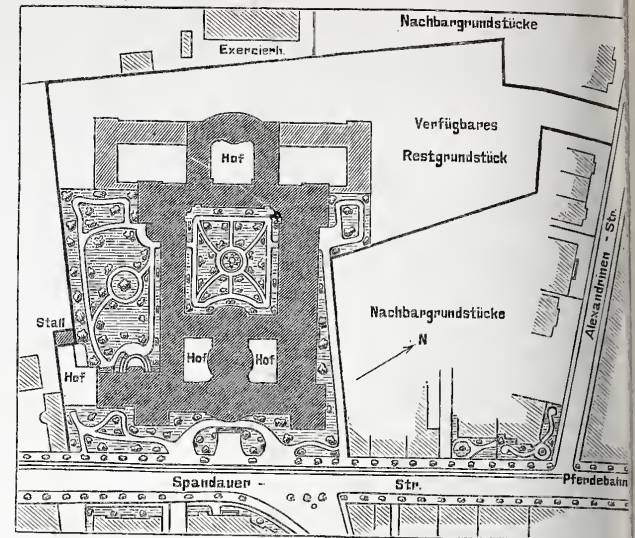 Nachbargrundstücke
Exercierh.
Verfügbares
Restgrundstück
Hof
Alexandrinen - Str.
Nachbargrundstücke
N
Stall
Hof
Hof
Hof
Spandauer - Str.
Pferdebahn